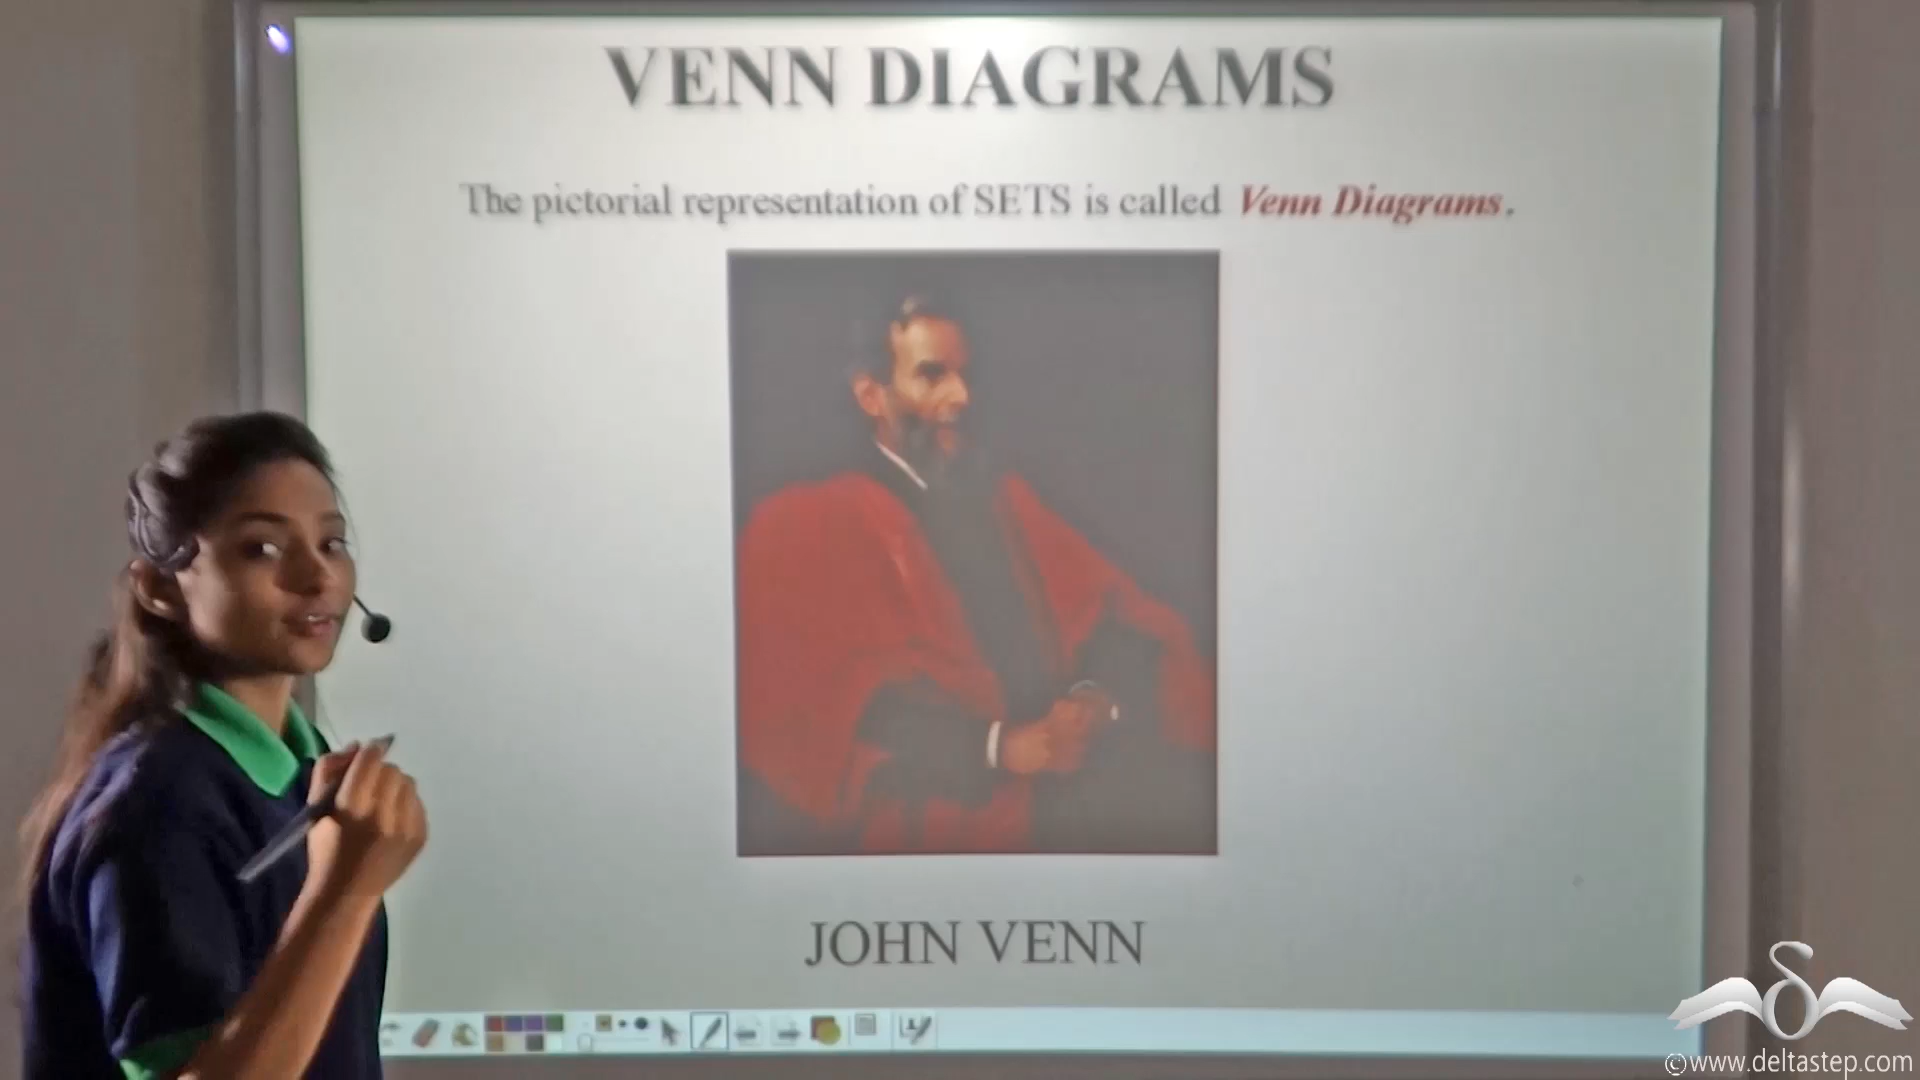 VENN DIAGRAMS
The pictorial representation of SETS is called Venn Diagrams.
JOHN VENN
©www.deltastep.com